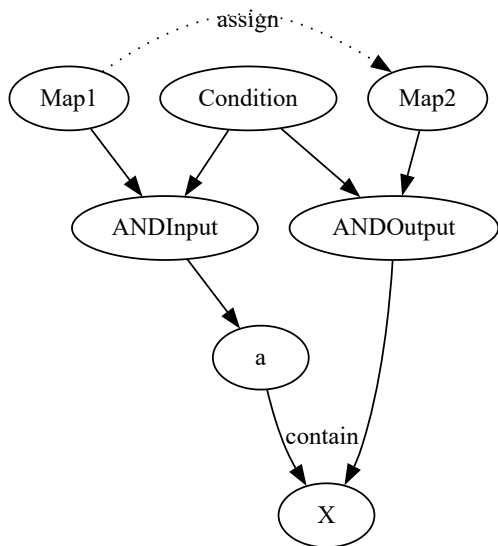 assign
Map1
Condition
Map2
ANDInput
ANDOutput
a
contain
X